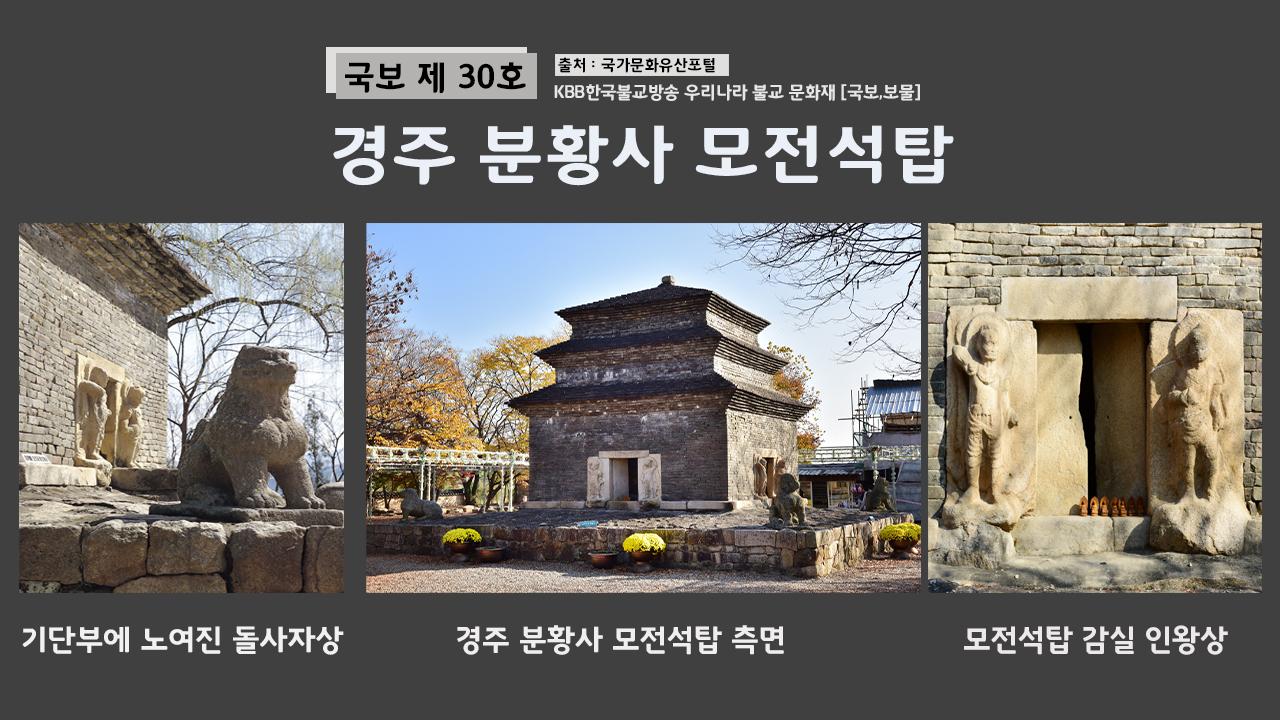 국보 제 30호
출처 : 국가문화유산포털
KBB한국불교방송 우리나라 불교 문화재 [국보,보물]
경주 분황사 모전석탑
기단부에 노여진 돌사자상
경주 분황사 모전석탑 측면
모전석탑 감실 인왕상